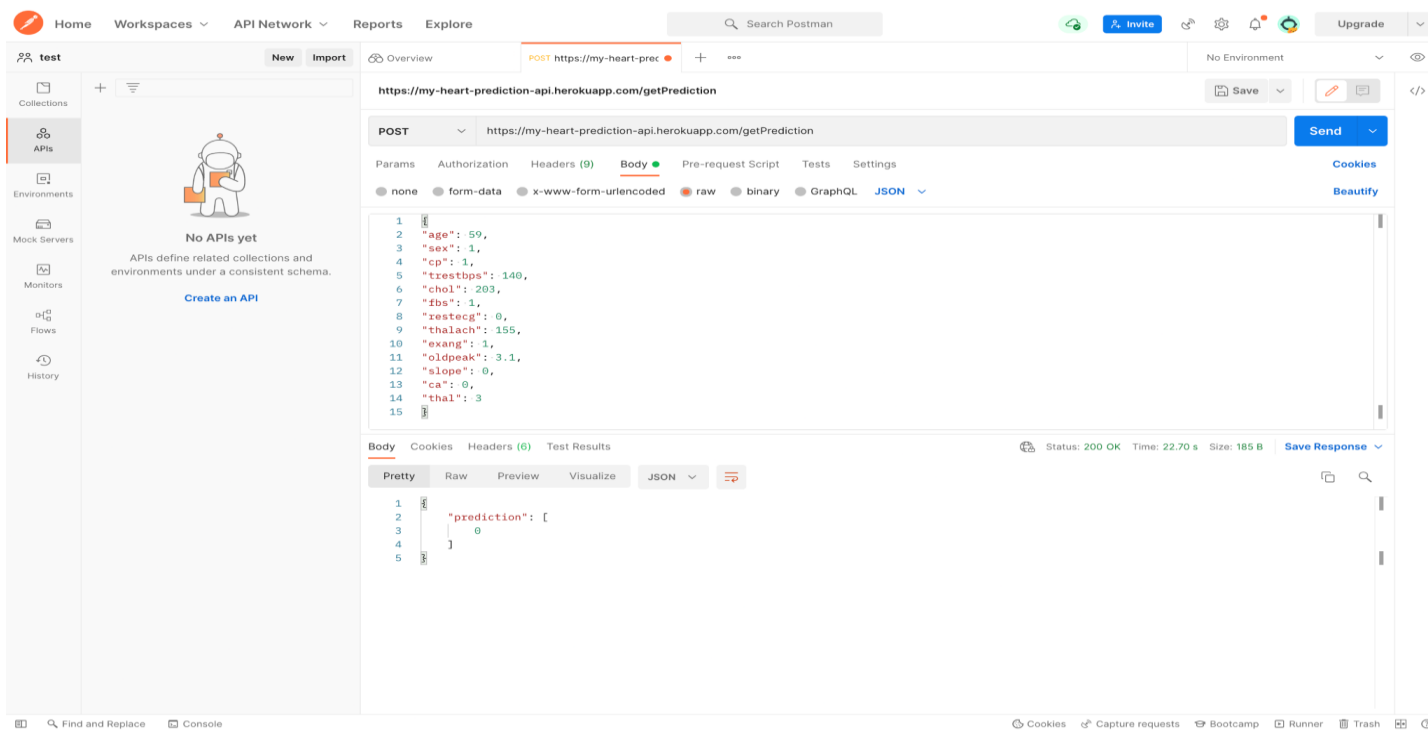 Home Workspaces API Network Reports Explore Search Postman Invite Upgrade
test New Import Overview POST https://my-heart-prec No Environment
https://my-heart-prediction-api.herokuapp.com/getPrediction Save
POST https://my-heart-prediction-api.herokuapp.com/getPrediction Send
Params Authorization Headers (9) Body Pre-request Script Tests Settings Cookies
none form-data x-www-form-urlencoded raw binary GraphQL JSON Beautify
Collections
APIs
Environments
Mock Servers
Monitors
Flows
History
No APIs yet
APIs define related collections and
environments under a consistent schema.
Create an API
1 {
2 "age": 59,
3 "sex": 1,
4 "cp": 1,
5 "trestbps": 140,
6 "chol": 203,
7 "fbs": 1,
8 "restecg": 0,
9 "thalach": 155,
10 "exang": 1,
11 "oldpeak": 3.1,
12 "slope": 0,
13 "ca": 0,
14 "thal": 3
15 }
Body Cookies Headers (6) Test Results Status: 200 OK Time: 22.70 s Size: 185 B Save Response
Pretty Raw Preview Visualize JSON
1 {
2 "prediction": [
3 0
4 ]
5 }
Find and Replace Console Cookies Capture requests Bootcamp Runner Trash